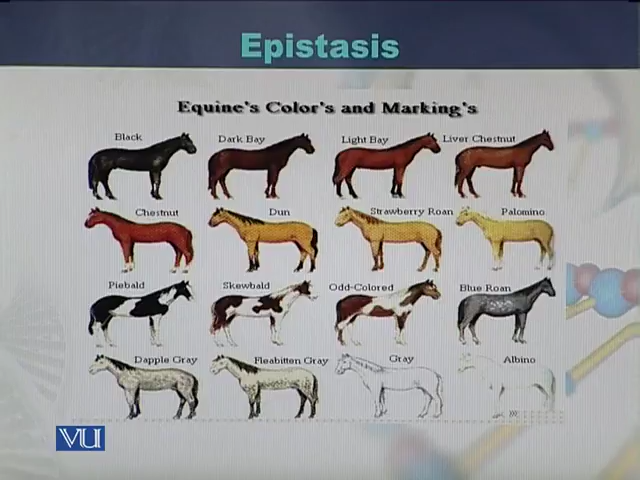 Epistasis
Equine's Color's and Marking's
Black Dark Bay Light Bay Liver Chestnut
Chestnut Dun Strawberry Roan Palomino
Piebald Skewbald Odd-Colored Blue Roan
Dapple Gray Fleabitten Gray Gray Albino
VU